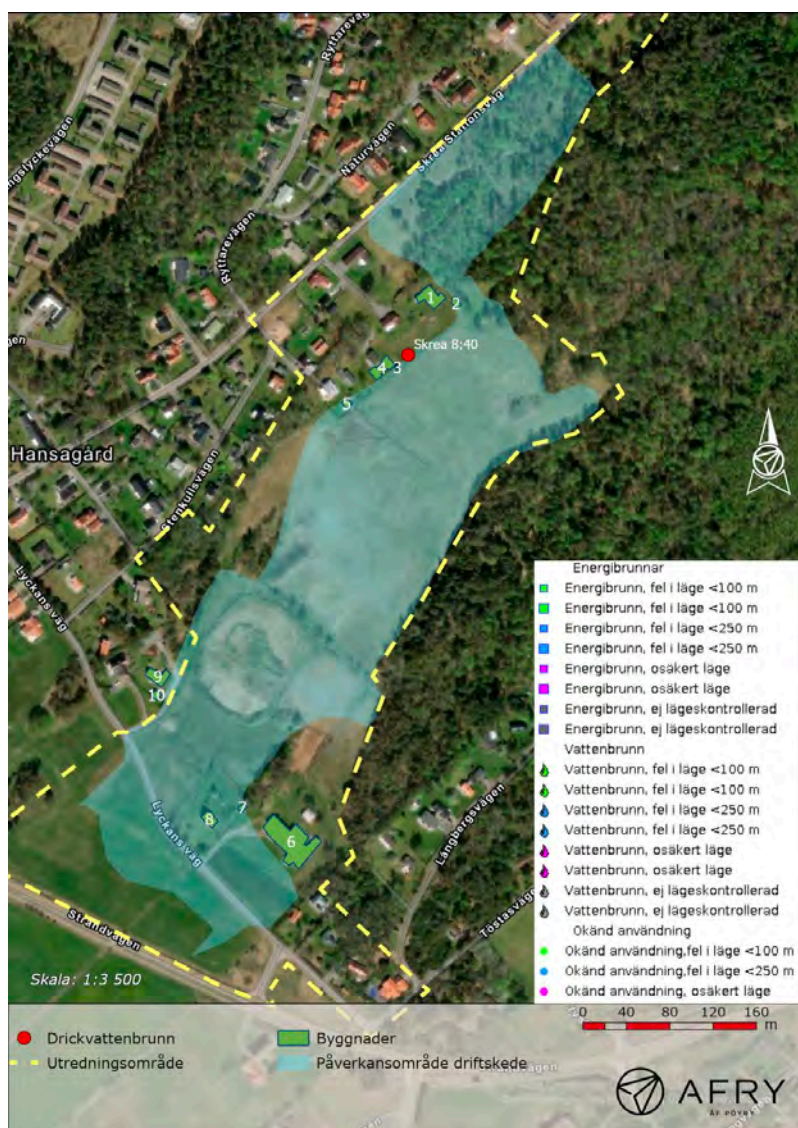 Ryttarevägen
ngslyckevägen
Naturvägen
Skrea Stationsväg
Ryttarevägen
1
2
Skrea 8:40
4 3
5
gen
Hansagård
Stenkullsvägen
Lyckans väg
9
10
7
8
6
Lyckans väg
Långbergsvägen
Töstasväge
Strandvägen
Skala: 1:3 500
Energibrunnar
Energibrunn, fel i läge <100 m
Energibrunn, fel i läge <100 m
Energibrunn, fel i läge <250 m
Energibrunn, fel i läge <250 m
Energibrunn, osäkert läge
Energibrunn, osäkert läge
Energibrunn, ej lägeskontrollerad
Energibrunn, ej lägeskontrollerad
Vattenbrunn
Vattenbrunn, fel i läge <100 m
Vattenbrunn, fel i läge <100 m
Vattenbrunn, fel i läge <250 m
Vattenbrunn, fel i läge <250 m
Vattenbrunn, osäkert läge
Vattenbrunn, osäkert läge
Vattenbrunn, ej lägeskontrollerad
Vattenbrunn, ej lägeskontrollerad
Okänd användning
Okänd användning,fel i läge <100 m
Okänd användning,fel i läge <250 m
Okänd användning, osäkert läge
0 40 80 120 160
m
Drickvattenbrunn
Byggnader
Utredningsområde
Påverkansområde driftskede
AFRY
ÅF PÖYRY